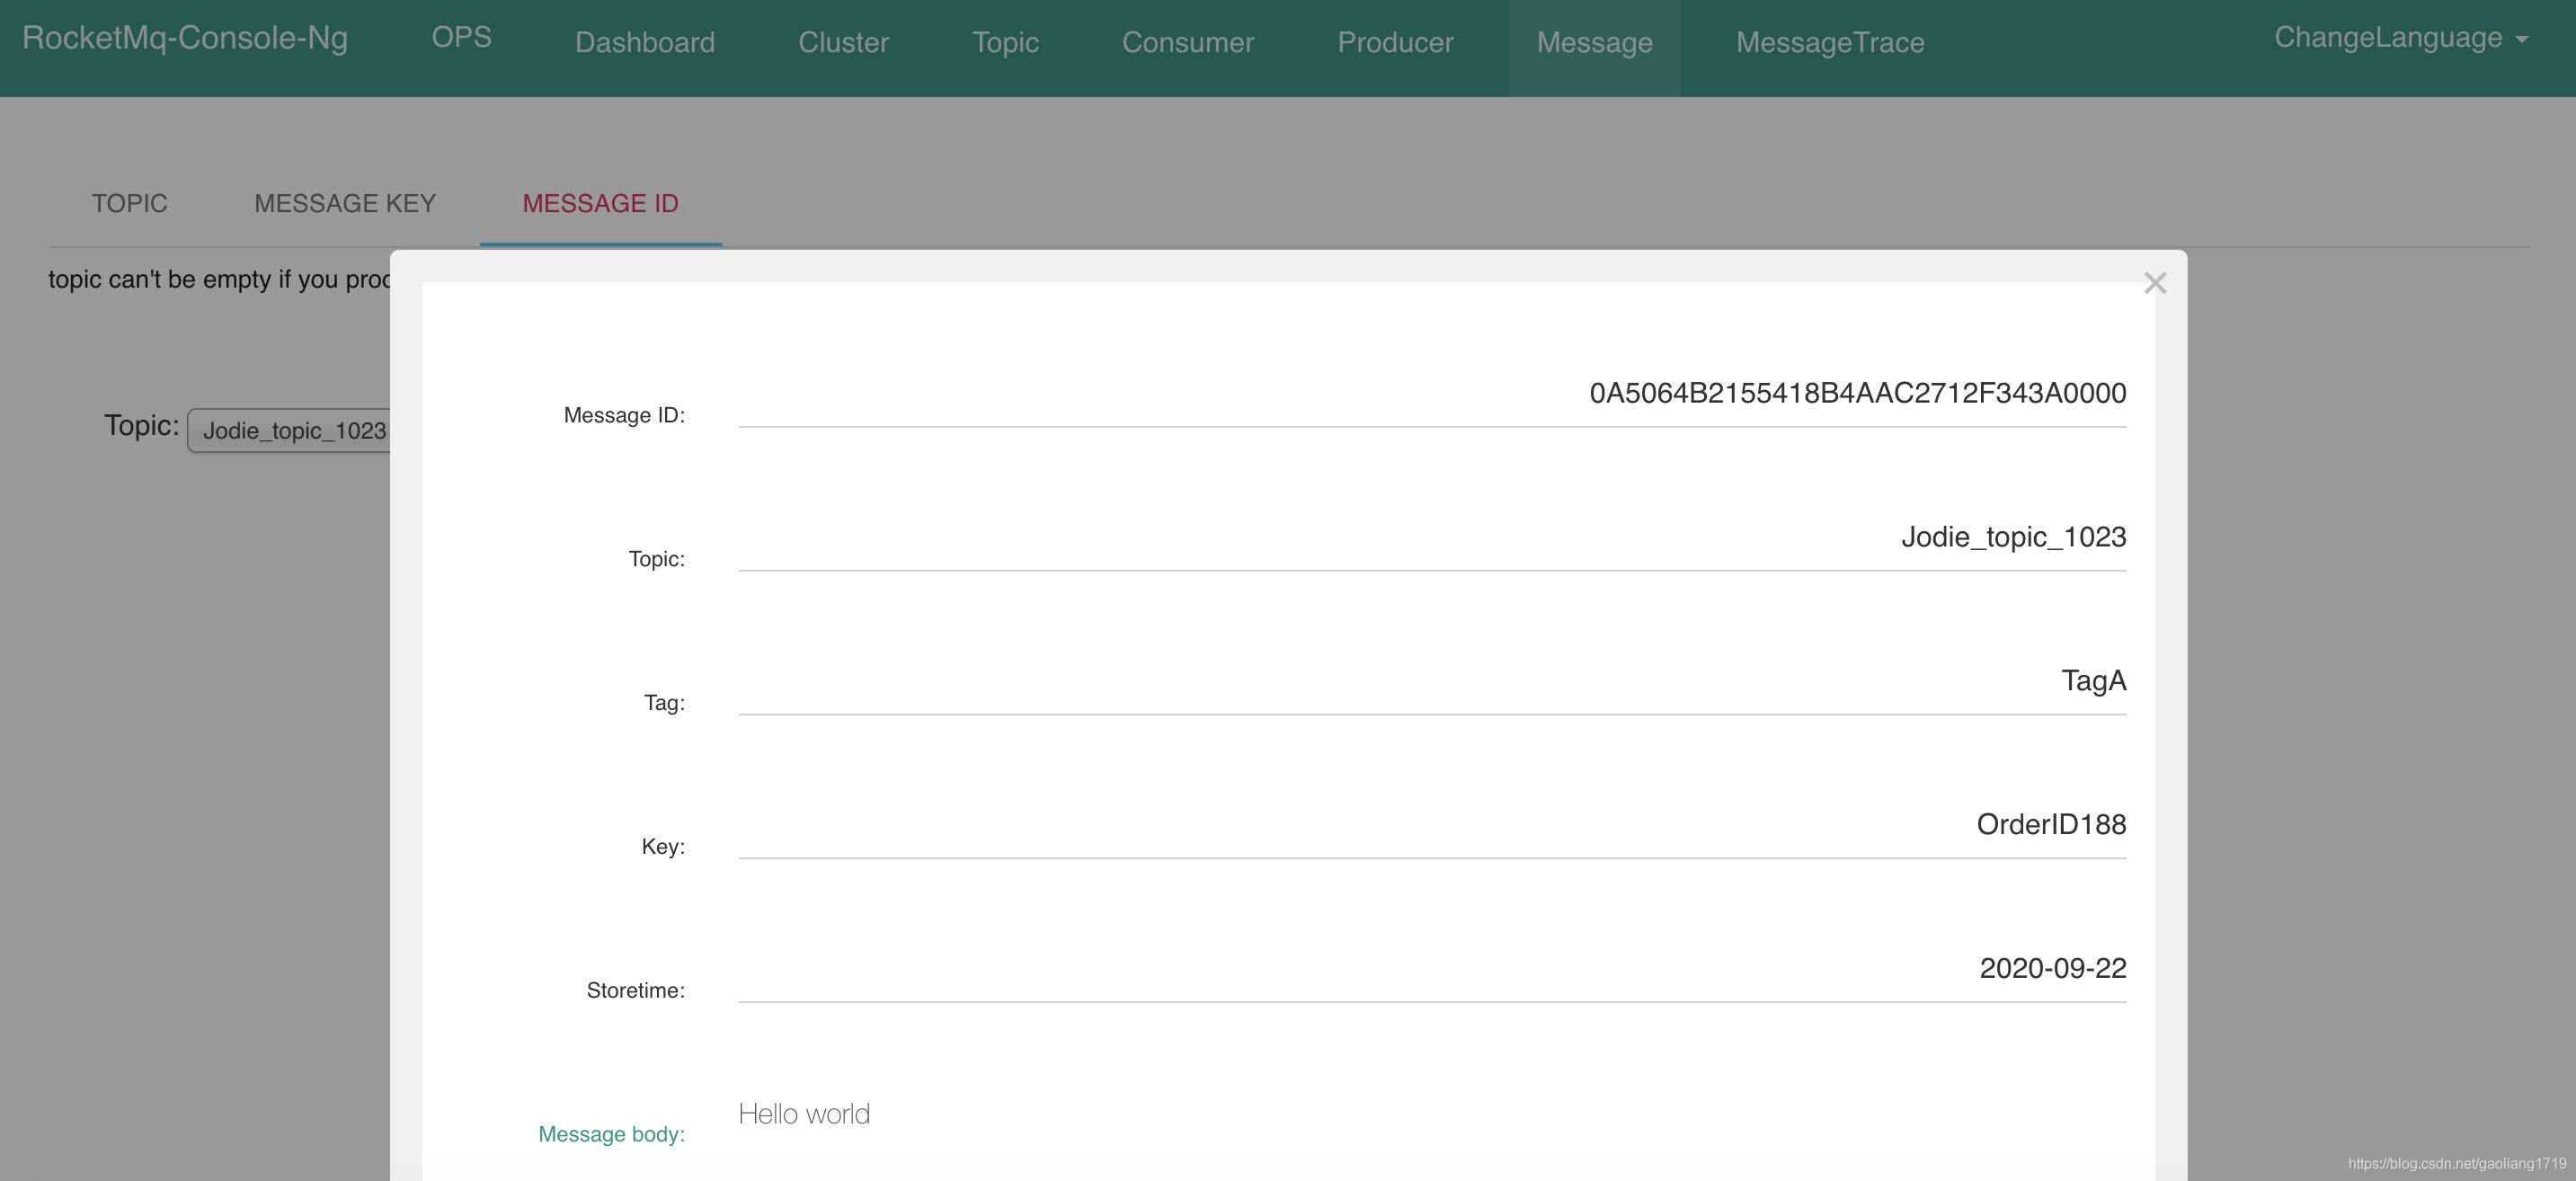 RocketMq-Console-Ng OPS Dashboard Cluster Topic Consumer Producer Message MessageTrace ChangeLanguage
TOPIC MESSAGE KEY MESSAGE ID
topic can't be empty if you
Topic: Jodie_topic_1023
Message ID: 0A5064B2155418B4AAC2712F343A0000
Topic: Jodie_topic_1023
Tag: TagA
Key: OrderID188
Storetime: 2020-09-22
Message body: Hello world
https://blog.csdn.net/gaoliang1719